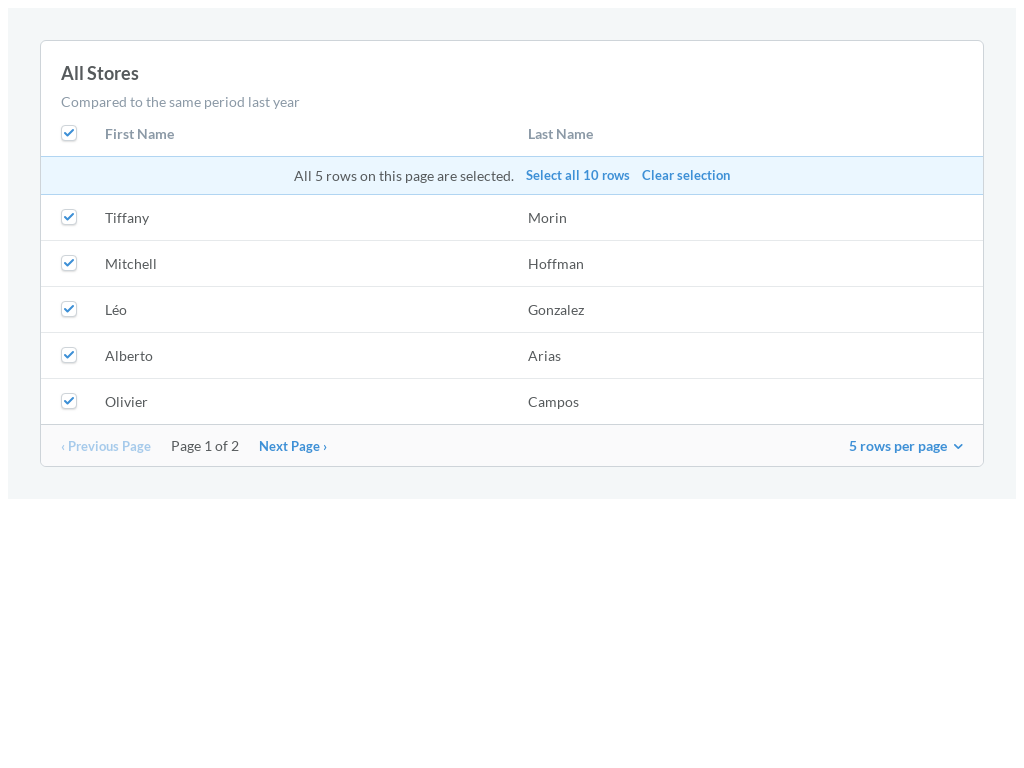 All Stores
Compared to the same period last year
First Name Last Name
All 5 rows on this page are selected. Select all 10 rows Clear selection
Tiffany Morin
Mitchell Hoffman
Léo Gonzalez
Alberto Arias
Olivier Campos
‹ Previous Page Page 1 of 2 Next Page › 5 rows per page